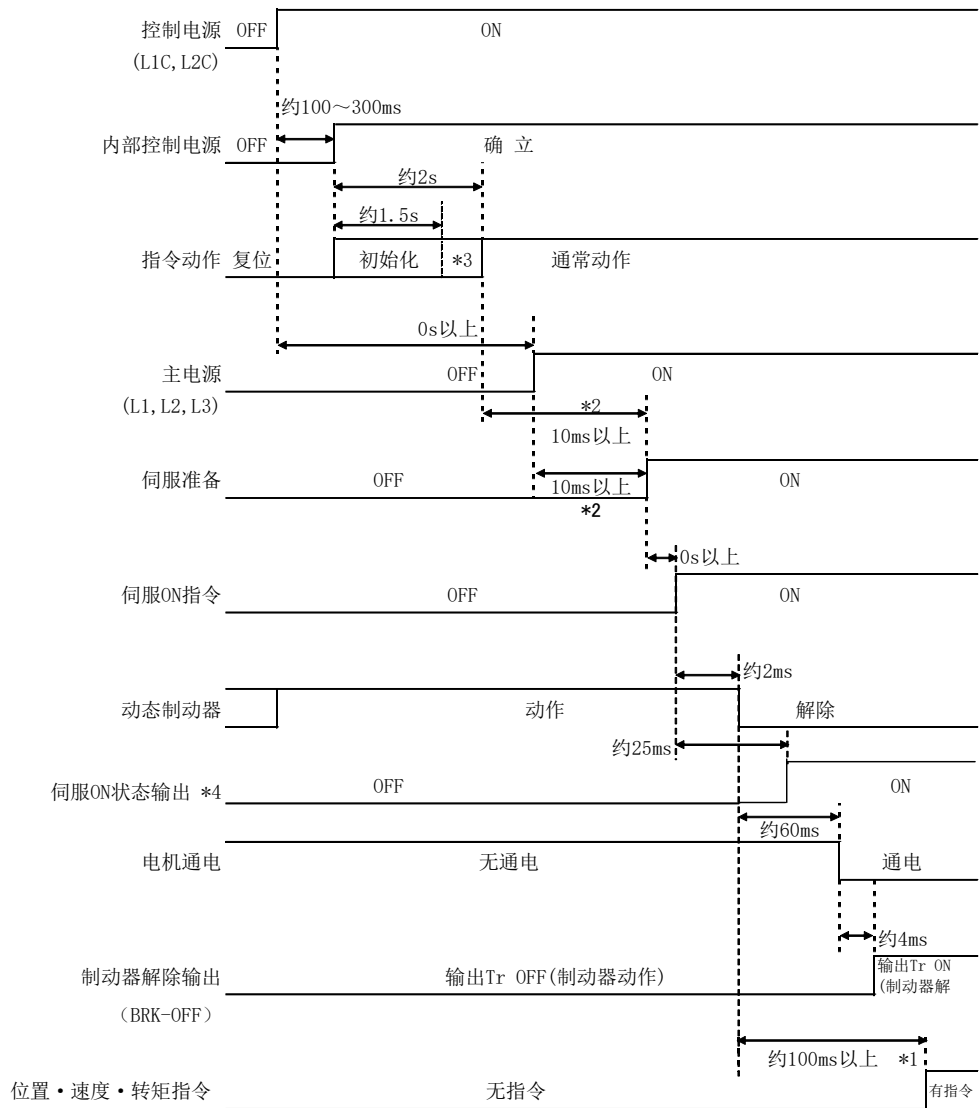 控制电源 OFF ON
(L1C, L2C)
约100～300ms
内部控制电源 OFF 确 立
约2s
约1.5s
指令动作 复位 初始化 *3 通常动作
0s以上
主电源 OFF ON
(L1, L2, L3)
*2
10ms以上
伺服准备 OFF 10ms以上 ON
*2
0s以上
伺服ON指令 OFF ON
约2ms
动态制动器 动作 解除
约25ms
伺服ON状态输出 *4 OFF ON
约60ms
电机通电 无通电 通电
约4ms
制动器解除输出 输出Tr OFF(制动器动作) 输出Tr ON
(制动器解
（BRK-OFF）
约100ms以上 *1
位置・速度・转矩指令 无指令 有指令